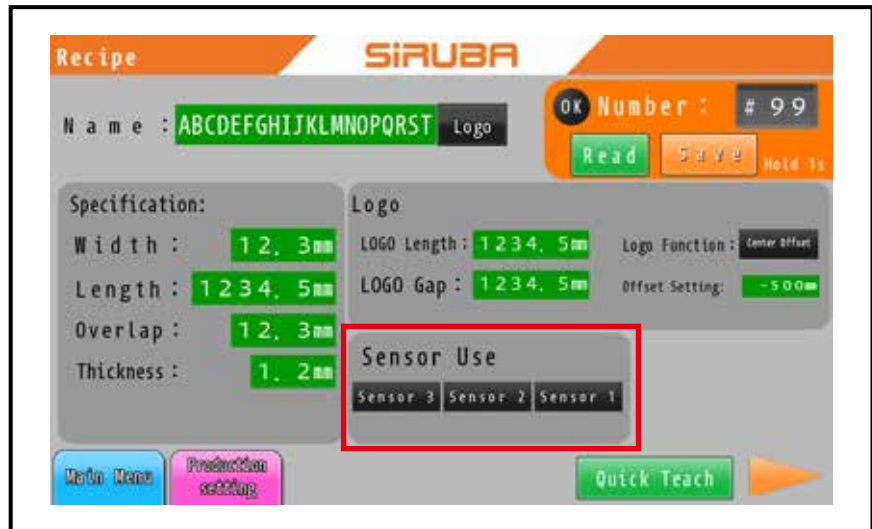 Recipe
SiRUBA
Name : ABCDEFGHIJKLMNOPQRST Logo
OK Number : # 99
Read Save Hold 1s
Specification:
Width : 12. 3mm
Length : 1234. 5mm
Overlap : 12. 3mm
Thickness : 1. 2mm
Logo
LOGO Length : 1234. 5mm
Logo Function : Center Offset
LOGO Gap : 1234. 5mm
Offset Setting: -500mm
Sensor Use
Sensor 3 Sensor 2 Sensor 1
Main Menu
Production setting
Quick Teach